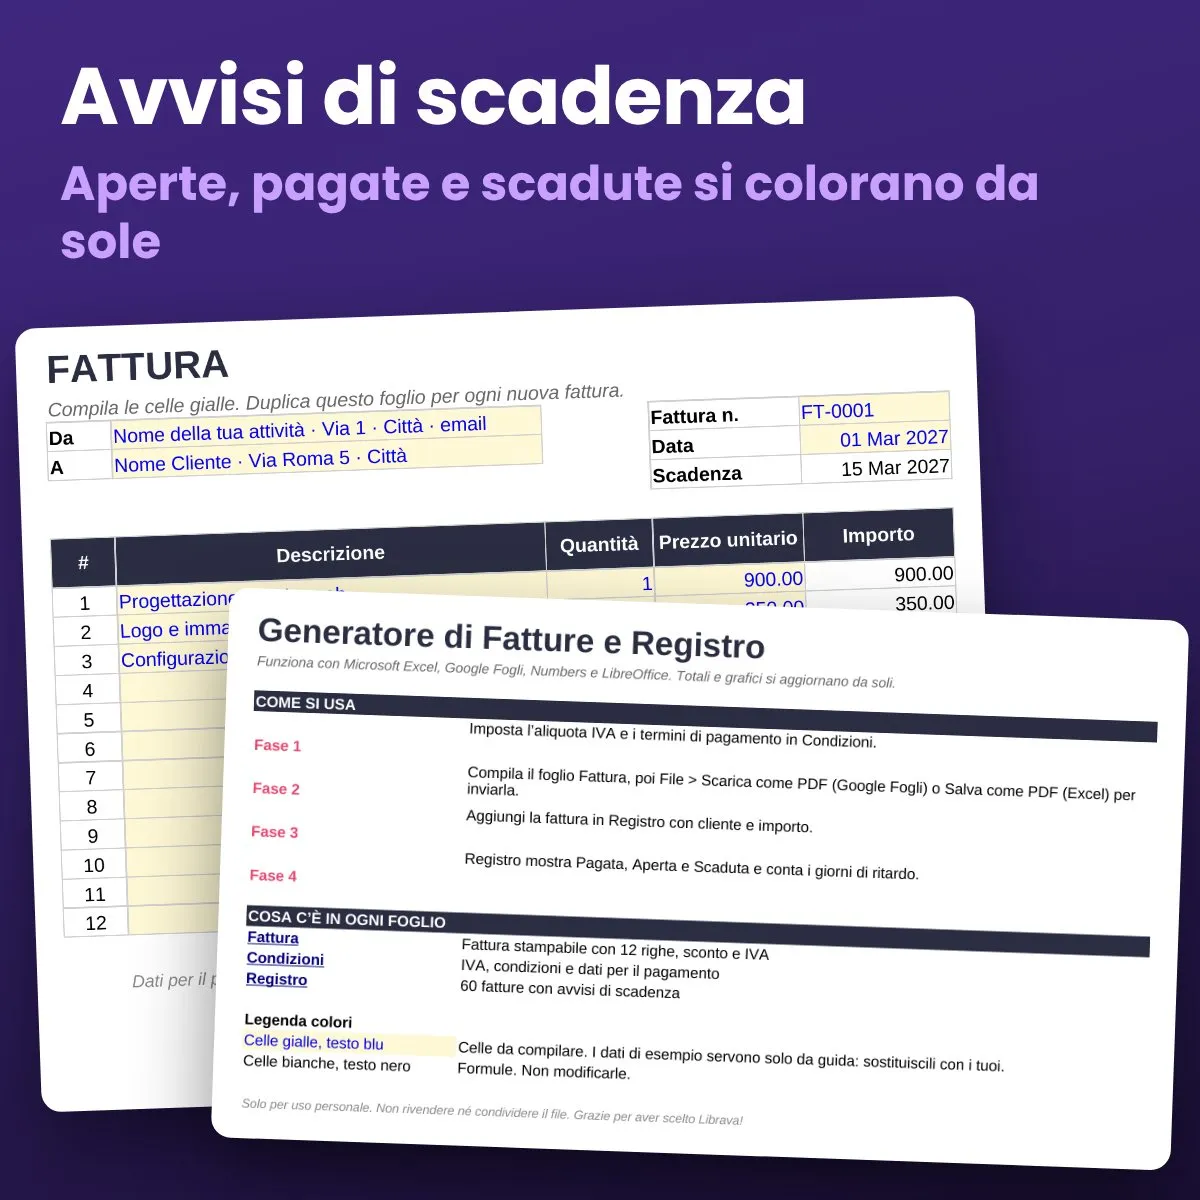 Avvisi di scadenza
Aperte, pagate e scadute si colorano da
sole
FATTURA
Compila le celle gialle. Duplica questo foglio per ogni nuova fattura.
Da Nome della tua attività · Via 1 · Città · email
A Nome Cliente · Via Roma 5 · Città
Fattura n. FT-0001
Data 01 Mar 2027
Scadenza 15 Mar 2027
# Descrizione Quantità Prezzo unitario Importo
1 Progettazione 1 900.00 900.00
2 Logo e imma 350.00
3 Configurazio
4
5
6
7
8
9
10
11
12
Dati per il
Generatore di Fatture e Registro
Funziona con Microsoft Excel, Google Fogli, Numbers e LibreOffice. Totali e grafici si aggiornano da soli.
COME SI USA
Fase 1 Imposta l’aliquota IVA e i termini di pagamento in Condizioni.
Fase 2 Compila il foglio Fattura, poi File > Scarica come PDF (Google Fogli) o Salva come PDF (Excel) per
inviarla.
Fase 3 Aggiungi la fattura in Registro con cliente e importo.
Fase 4 Registro mostra Pagata, Aperta e Scaduta e conta i giorni di ritardo.
COSA C’È IN OGNI FOGLIO
Fattura Fattura stampabile con 12 righe, sconto e IVA
Condizioni IVA, condizioni e dati per il pagamento
Registro 60 fatture con avvisi di scadenza
Legenda colori
Celle gialle, testo blu Celle da compilare. I dati di esempio servono solo da guida: sostituiscili con i tuoi.
Celle bianche, testo nero Formule. Non modificarle.
Solo per uso personale. Non rivendere né condividere il file. Grazie per aver scelto Librava!